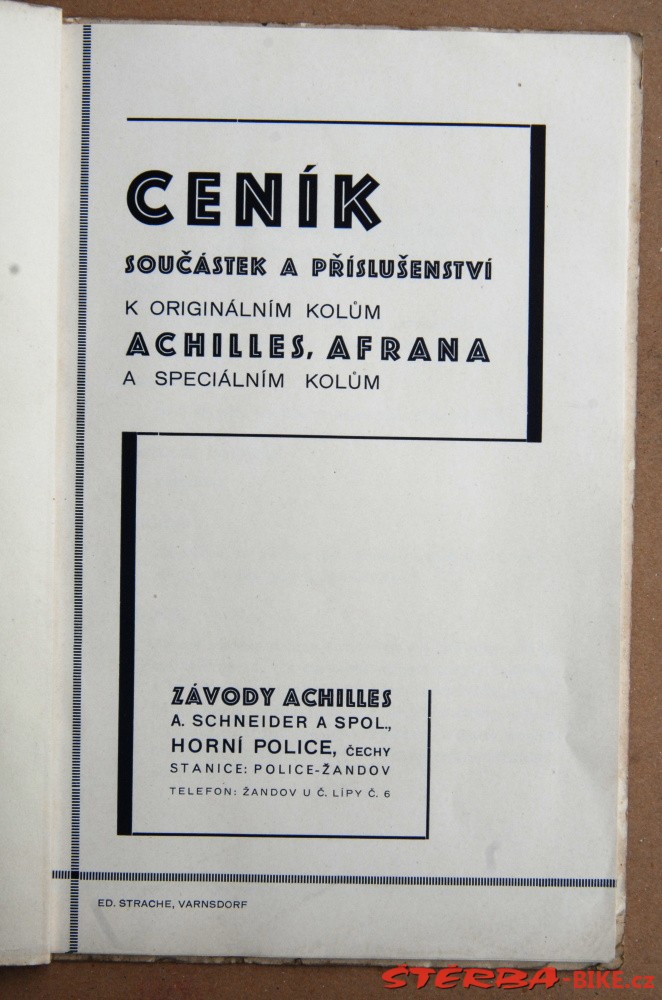 CENÍK
SOUČÁSTEK A PŘÍSLUŠENSTVÍ
K ORIGINÁLNÍM KOLŮM
ACHILLES, AFRANA
A SPECIÁLNÍM KOLŮM
ZÁVODY ACHILLES
A. SCHNEIDER A SPOL.,
HORNÍ POLICE, ČECHY
STANICE: POLICE-ŽANDOV
TELEFON: ŽANDOV U Č. LÍPY Č. 6
ED. STRACHE, VARNSDORF
STERBA-BIKE.cz